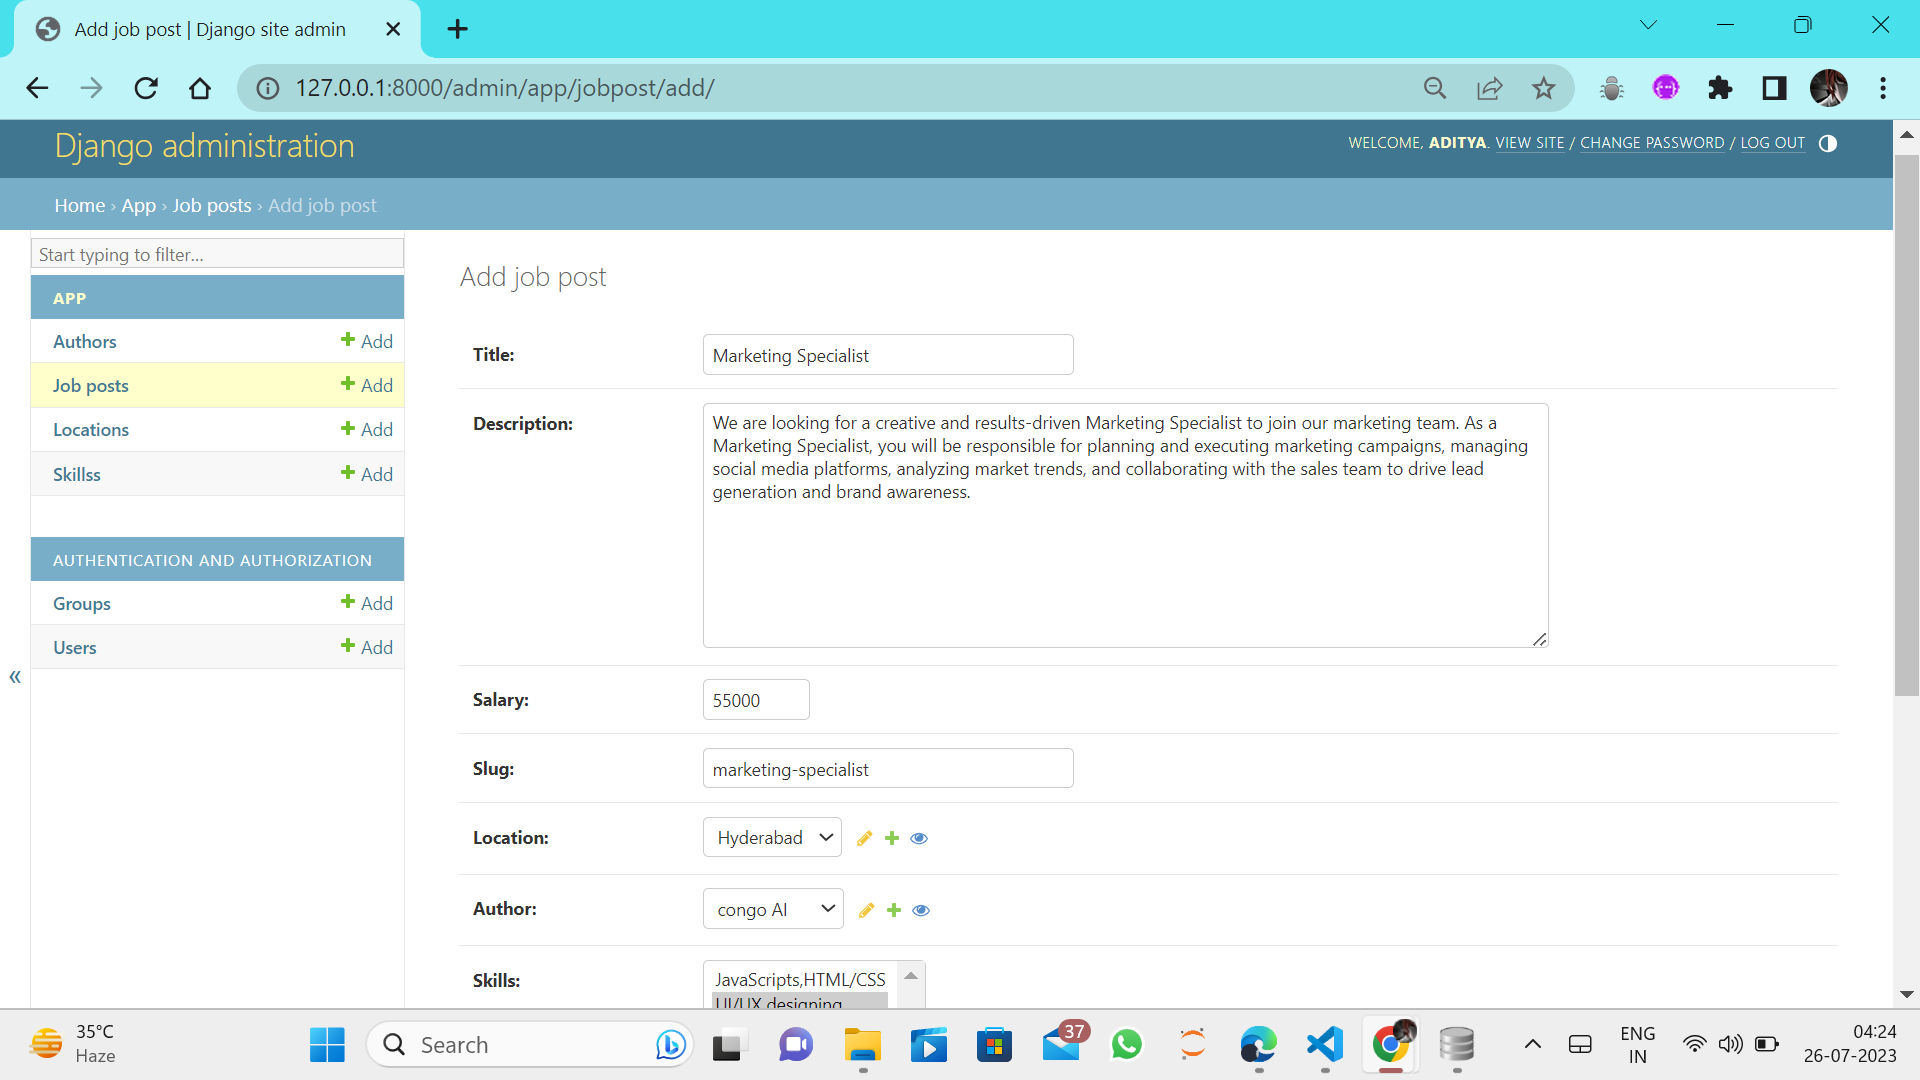 Add job post | Django site admin
127.0.0.1:8000/admin/app/jobpost/add/
Django administration
WELCOME, ADITYA. VIEW SITE / CHANGE PASSWORD / LOG OUT
Home › App › Job posts › Add job post
Start typing to filter...
APP
Authors + Add
Job posts + Add
Locations + Add
Skillss + Add
AUTHENTICATION AND AUTHORIZATION
Groups + Add
Users + Add
«
Add job post
Title: Marketing Specialist
Description: We are looking for a creative and results-driven Marketing Specialist to join our marketing team. As a
Marketing Specialist, you will be responsible for planning and executing marketing campaigns, managing
social media platforms, analyzing market trends, and collaborating with the sales team to drive lead
generation and brand awareness.
Salary: 55000
Slug: marketing-specialist
Location: Hyderabad
Author: congo AI
Skills: JavaScripts,HTML/CSS
UI/UX designing
35°C
Haze
Search
37
ENG
IN
04:24
26-07-2023